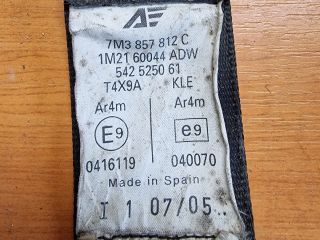 AE
7M3 857 812 C
1M21 60044 ADW
542 5250 61
T4X9A KLE
Ar4m Ar4m
E9 e9
0416119 040070
Made in Spain
I 1 07/05..